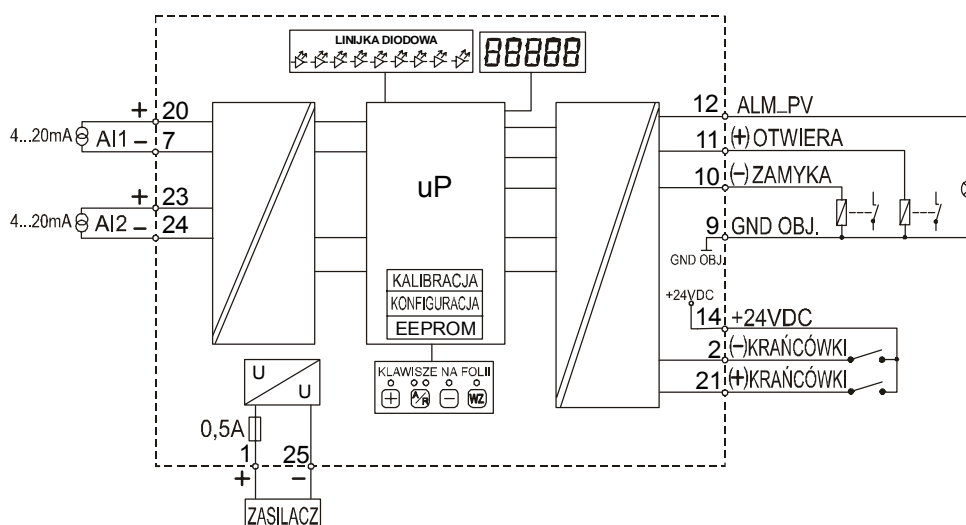 LINIJKA DIODOWA
88888
+ 20
4...20mA AI1
− 7
+ 23
4...20mA AI2
− 24
uP
KALIBRACJA
KONFIGURACJA
EEPROM
KLAWISZE NA FOLII
+ A/R − WZ
U
U
0,5A
1 25
+ −
ZASILACZ
12 ALM_PV
11 (+) OTWIERA
10 (−) ZAMYKA
9 GND OBJ.
GND OBJ.
+24VDC
14 +24VDC
2 (−)KRAŃCÓWKI
21 (+)KRAŃCÓWKI